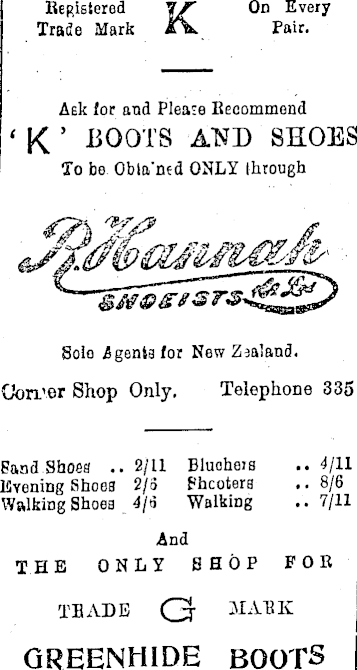 Registered K On Every
Trade Mark Pair.
Ask for and Please Recommend
'K' BOOTS AND SHOES
To be Obtained ONLY through
R. Hannah & Co Ltd
SHOEISTS
Sole Agents for New Zealand.
Corner Shop Only. Telephone 335
Sand Shoes .. 2/11 Bluchers .. 4/11
Evening Shoes 2/6 Shooters .. 8/6
Walking Shoes 4/6 Walking .. 7/11
And
THE ONLY SHOP FOR
TRADE G MARK
GREENHIDE BOOTS